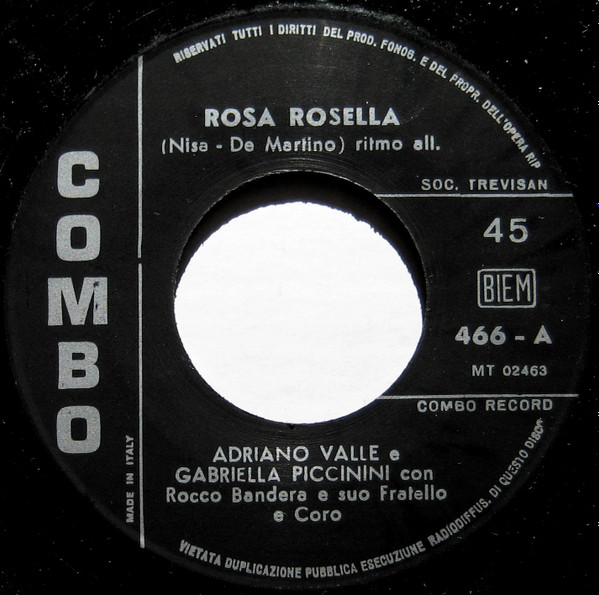 RISERVATI TUTTI I DIRITTI DEL PROD. FONOG. E DEL PROPR. DELL'OPERA RIP
ROSA ROSELLA
(Nisa - De Martino) ritmo all.
SOC. TREVISAN
COMBO
45
BIEM
466 - A
MT 02463
COMBO RECORD
MADE IN ITALY
ADRIANO VALLE e
GABRIELLA PICCININI con
Rocco Bandera e suo Fratello
e Coro
VIETATA DUPLICAZIONE PUBBLICA ESECUZIUNE RADIODIFFUS. DI QUESTO DISCO